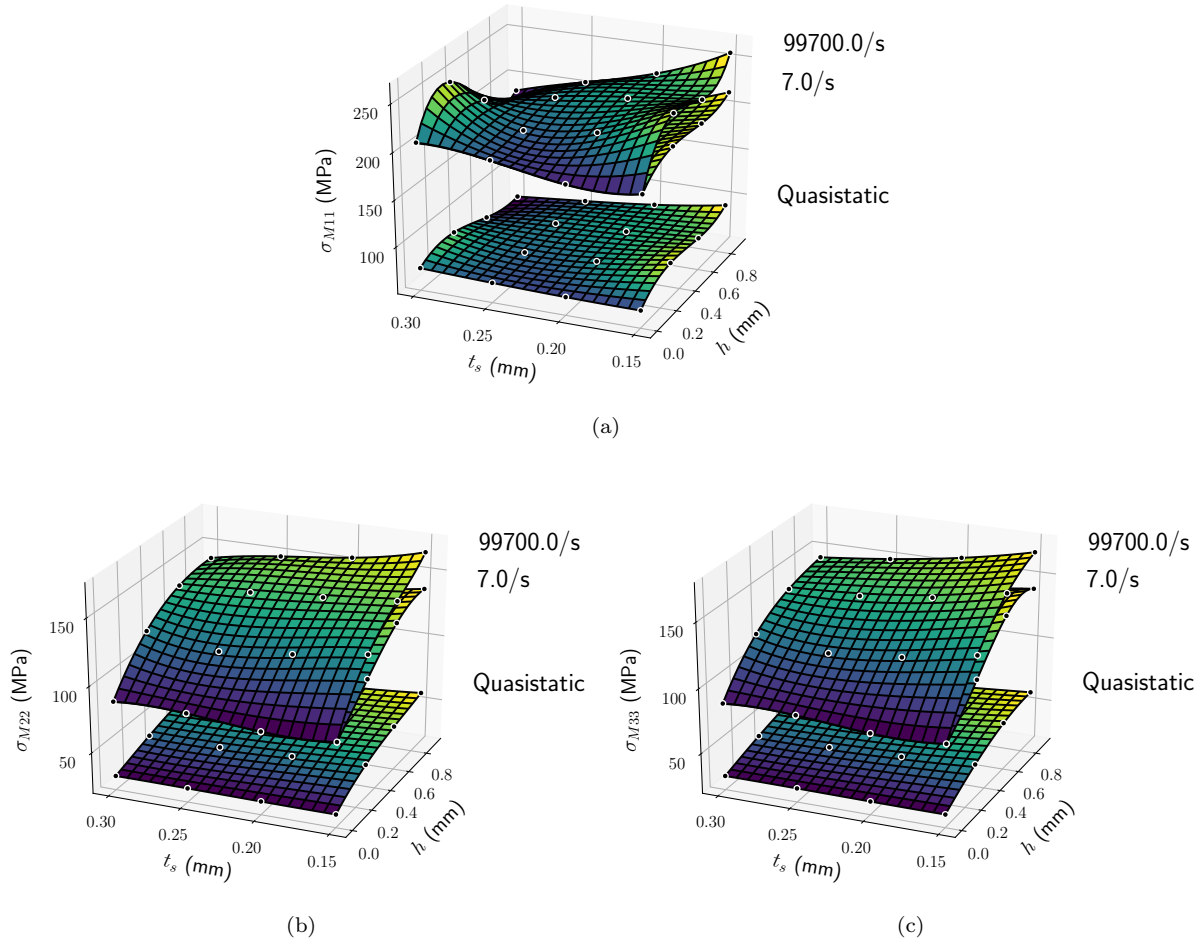 99700.0/s
7.0/s
Quasistatic
σM11 (MPa)
250
200
150
100
0.30
0.25
0.20
0.15
ts (mm)
0.0
0.2
0.4
0.6
0.8
h (mm)
(a)
99700.0/s
7.0/s
Quasistatic
σM22 (MPa)
150
100
50
0.30
0.25
0.20
0.15
ts (mm)
0.0
0.2
0.4
0.6
0.8
h (mm)
(b)
99700.0/s
7.0/s
Quasistatic
σM33 (MPa)
150
100
50
0.30
0.25
0.20
0.15
ts (mm)
0.0
0.2
0.4
0.6
0.8
h (mm)
(c)